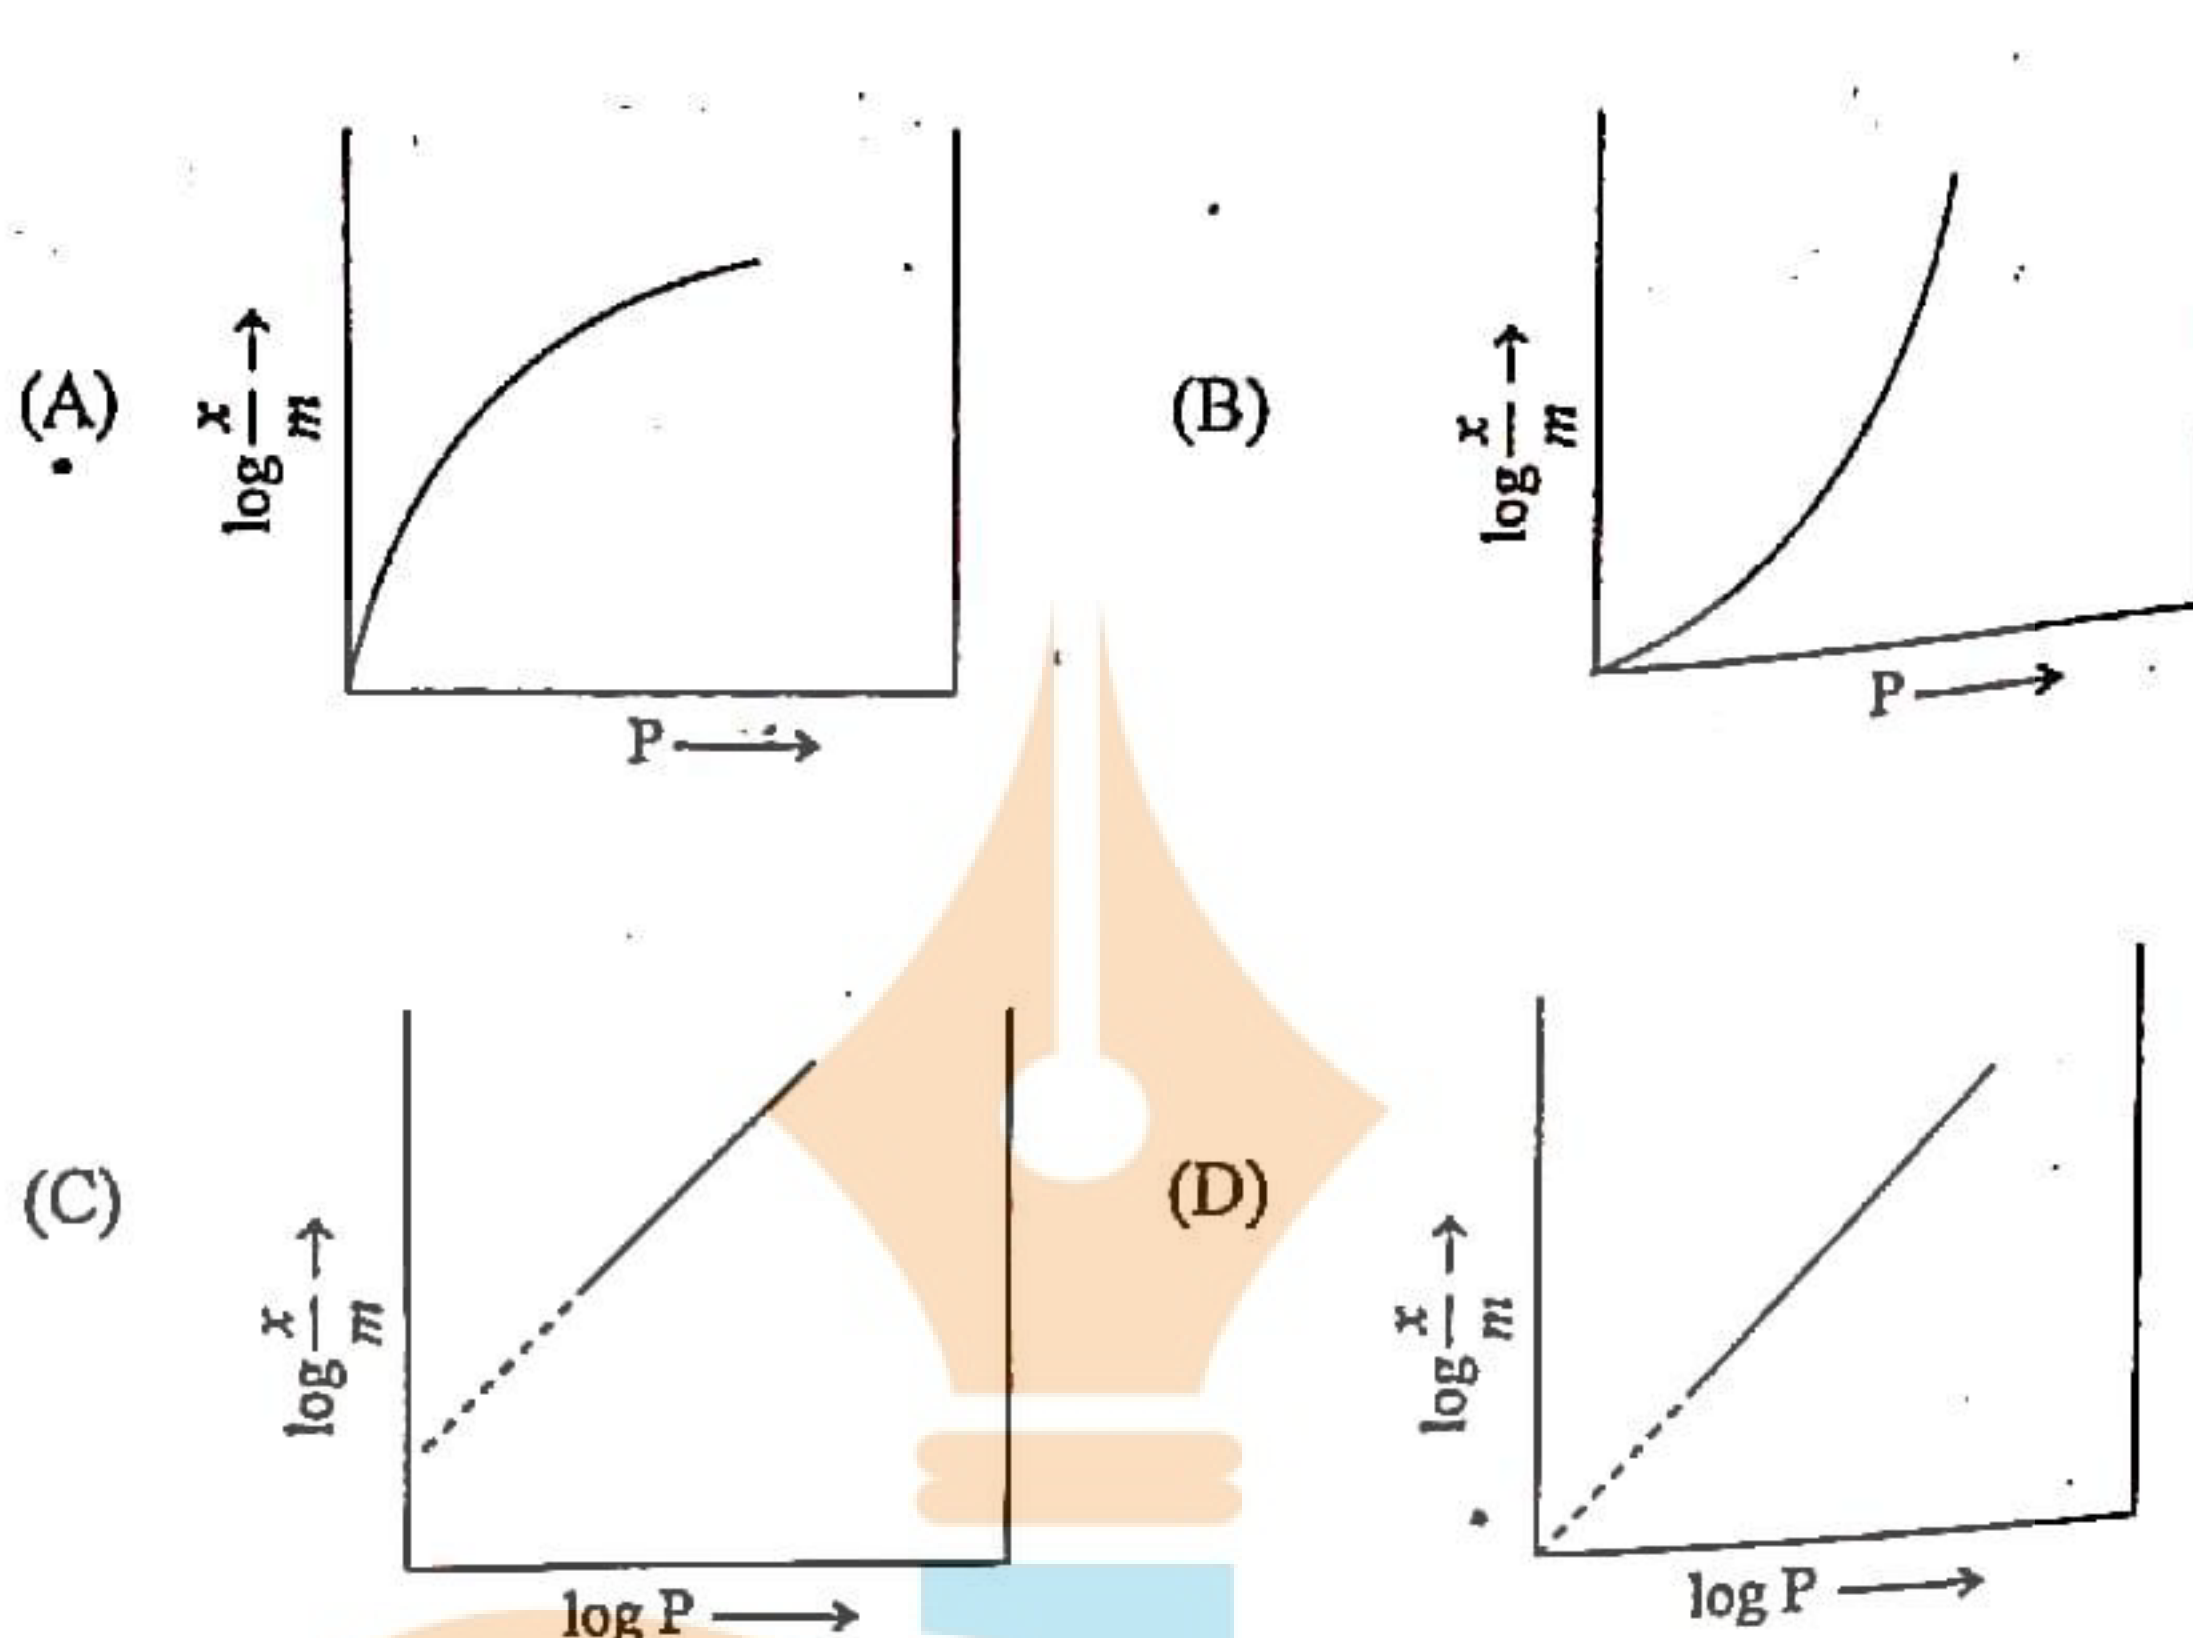 (A)
log x/m →
P →
(B)
log x/m →
P →
(C)
log x/m →
log P →
(D)
log x/m →
log P →